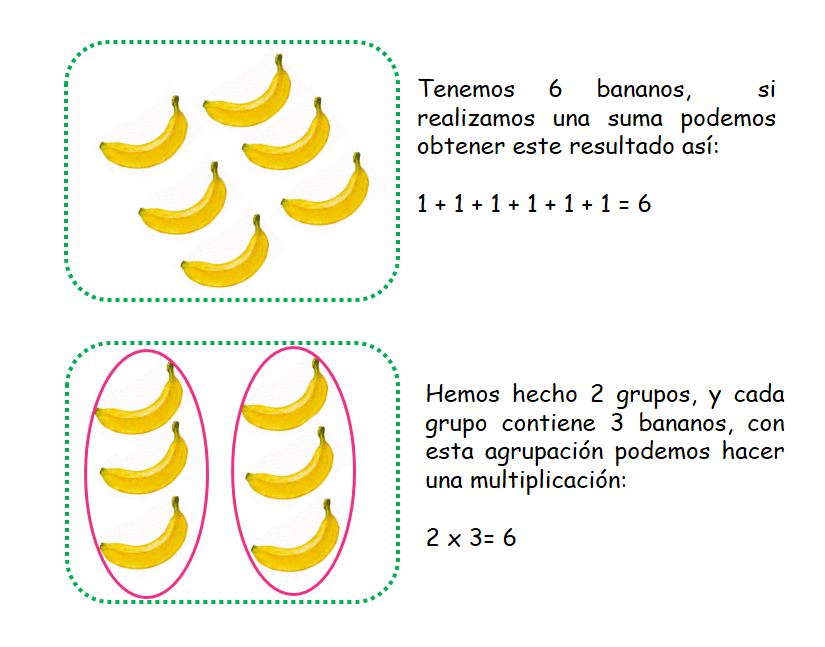 Tenemos 6 bananos, si
realizamos una suma podemos
obtener este resultado así:
1 + 1 + 1 + 1 + 1 + 1 = 6
Hemos hecho 2 grupos, y cada
grupo contiene 3 bananos, con
esta agrupación podemos hacer
una multiplicación:
2 x 3= 6